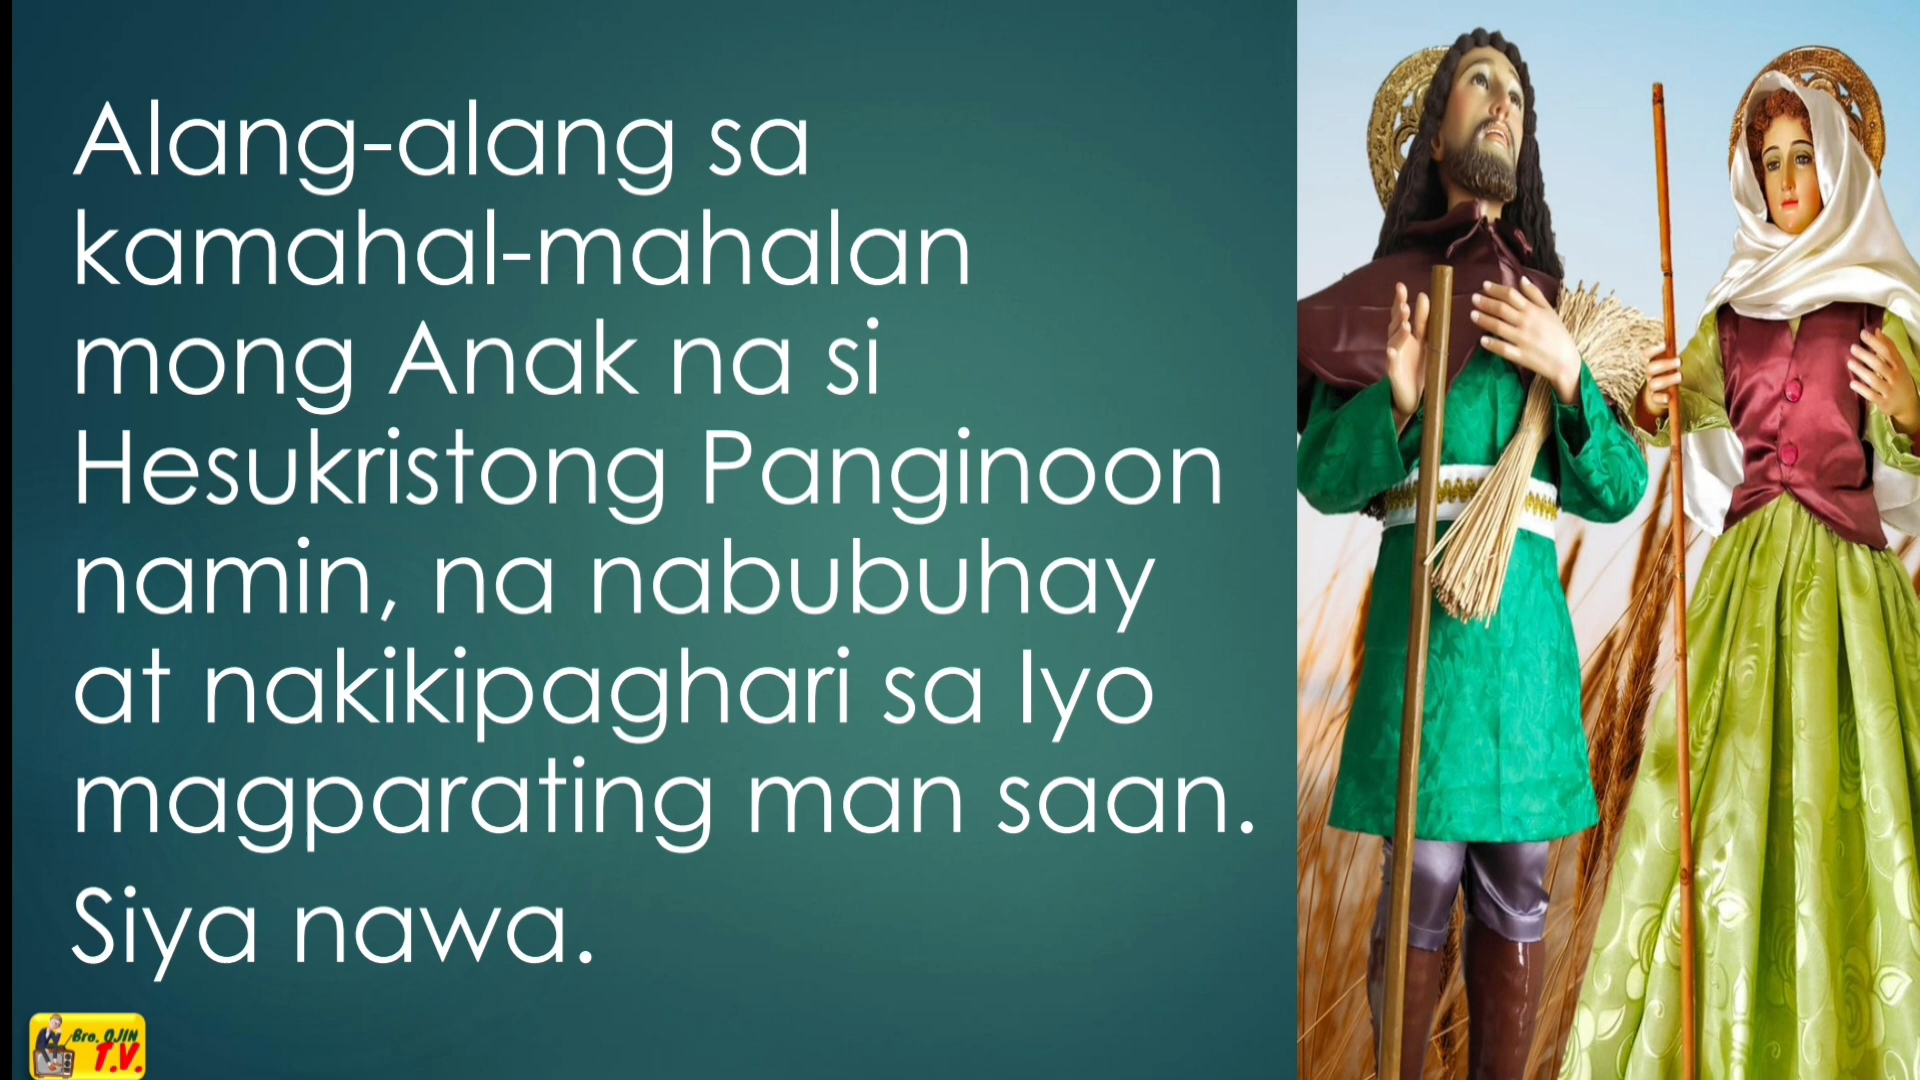 Alang-alang sa
kamahal-mahalan
mong Anak na si
Hesukristong Panginoon
namin, na nabubuhay
at nakikipaghari sa Iyo
magparating man saan.
Siya nawa.
Bro. OJIN
T.V.